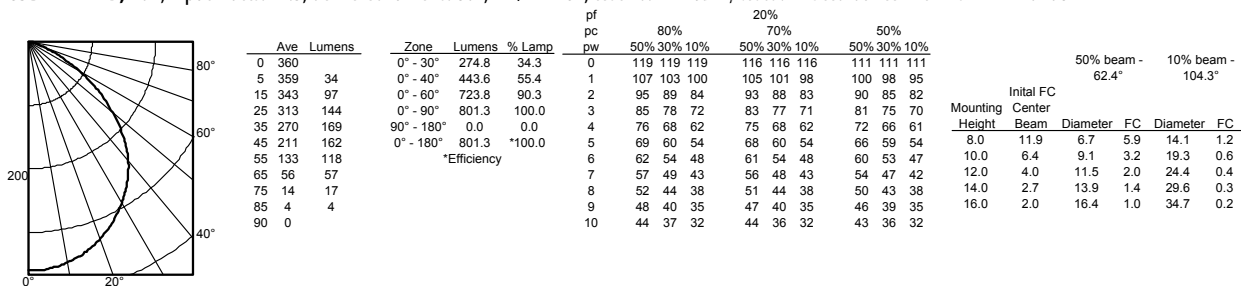 80°
60°
200
40°
0° 20°
Ave Lumens
0 360
5 359 34
15 343 97
25 313 144
35 270 169
45 211 162
55 133 118
65 56 57
75 14 17
85 4 4
90 0
Zone Lumens % Lamp
0° - 30° 274.8 34.3
0° - 40° 443.6 55.4
0° - 60° 723.8 90.3
0° - 90° 801.3 100.0
90° - 180° 0.0 0.0
0° - 180° 801.3 *100.0
*Efficiency
pf 20%
pc 80% 70% 50%
pw 50% 30% 10% 50% 30% 10% 50% 30% 10%
0 119 119 119 116 116 116 111 111 111
1 107 103 100 105 101 98 100 98 95
2 95 89 84 93 88 83 90 85 82
3 85 78 72 83 77 71 81 75 70
4 76 68 62 75 68 62 72 66 61
5 69 60 54 68 60 54 66 59 54
6 62 54 48 61 54 48 60 53 47
7 57 49 43 56 48 43 54 47 42
8 52 44 38 51 44 38 50 43 38
9 48 40 35 47 40 35 46 39 35
10 44 37 32 44 36 32 43 36 32
50% beam - 10% beam -
62.4° 104.3°
Inital FC
Mounting Center
Height Beam Diameter FC Diameter FC
8.0 11.9 6.7 5.9 14.1 1.2
10.0 6.4 9.1 3.2 19.3 0.6
12.0 4.0 11.5 2.0 24.4 0.4
14.0 2.7 13.9 1.4 29.6 0.3
16.0 2.0 16.4 1.0 34.7 0.2